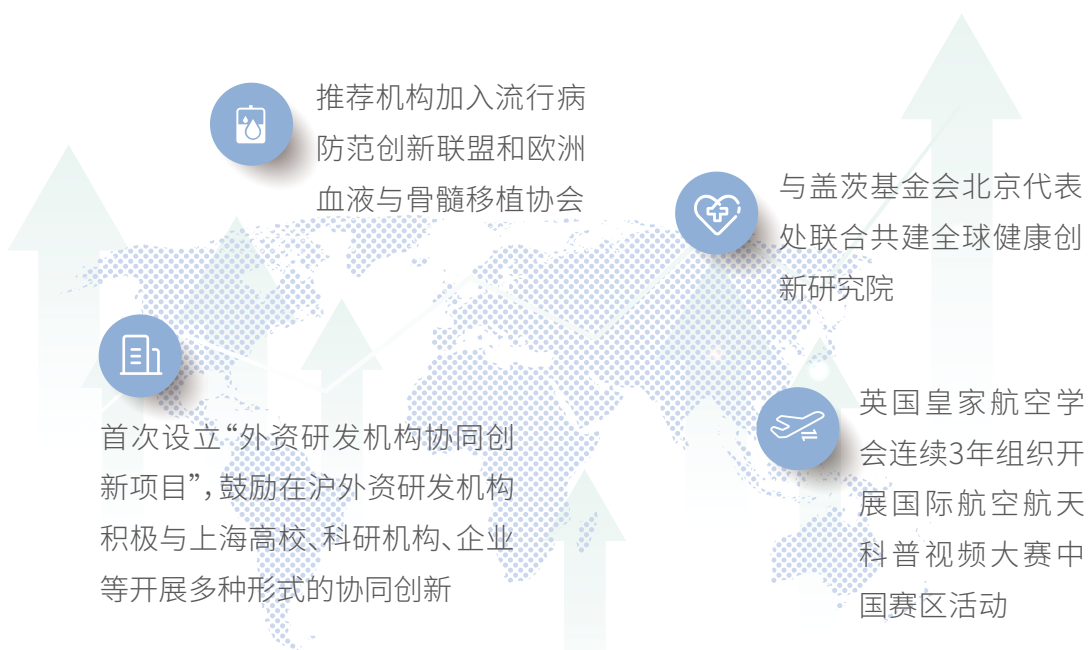 推荐机构加入流行病
防范创新联盟和欧洲
血液与骨髓移植协会
与盖茨基金会北京代表
处联合共建全球健康创
新研究院
首次设立“外资研发机构协同创
新项目”，鼓励在沪外资研发机构
积极与上海高校、科研机构、企业
等开展多种形式的协同创新
英国皇家航空学
会连续3年组织开
展国际航空航天
科普视频大赛中
国赛区活动